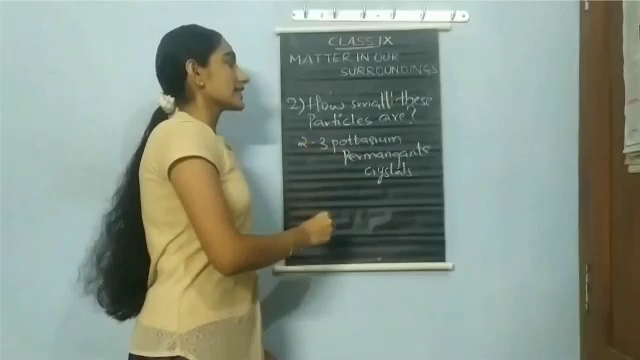 CLASS IX
MATTER IN OUR
SURROUNDINGS
2) How small these
Particles are?
2-3 pottasium
Permanganate
Crystals